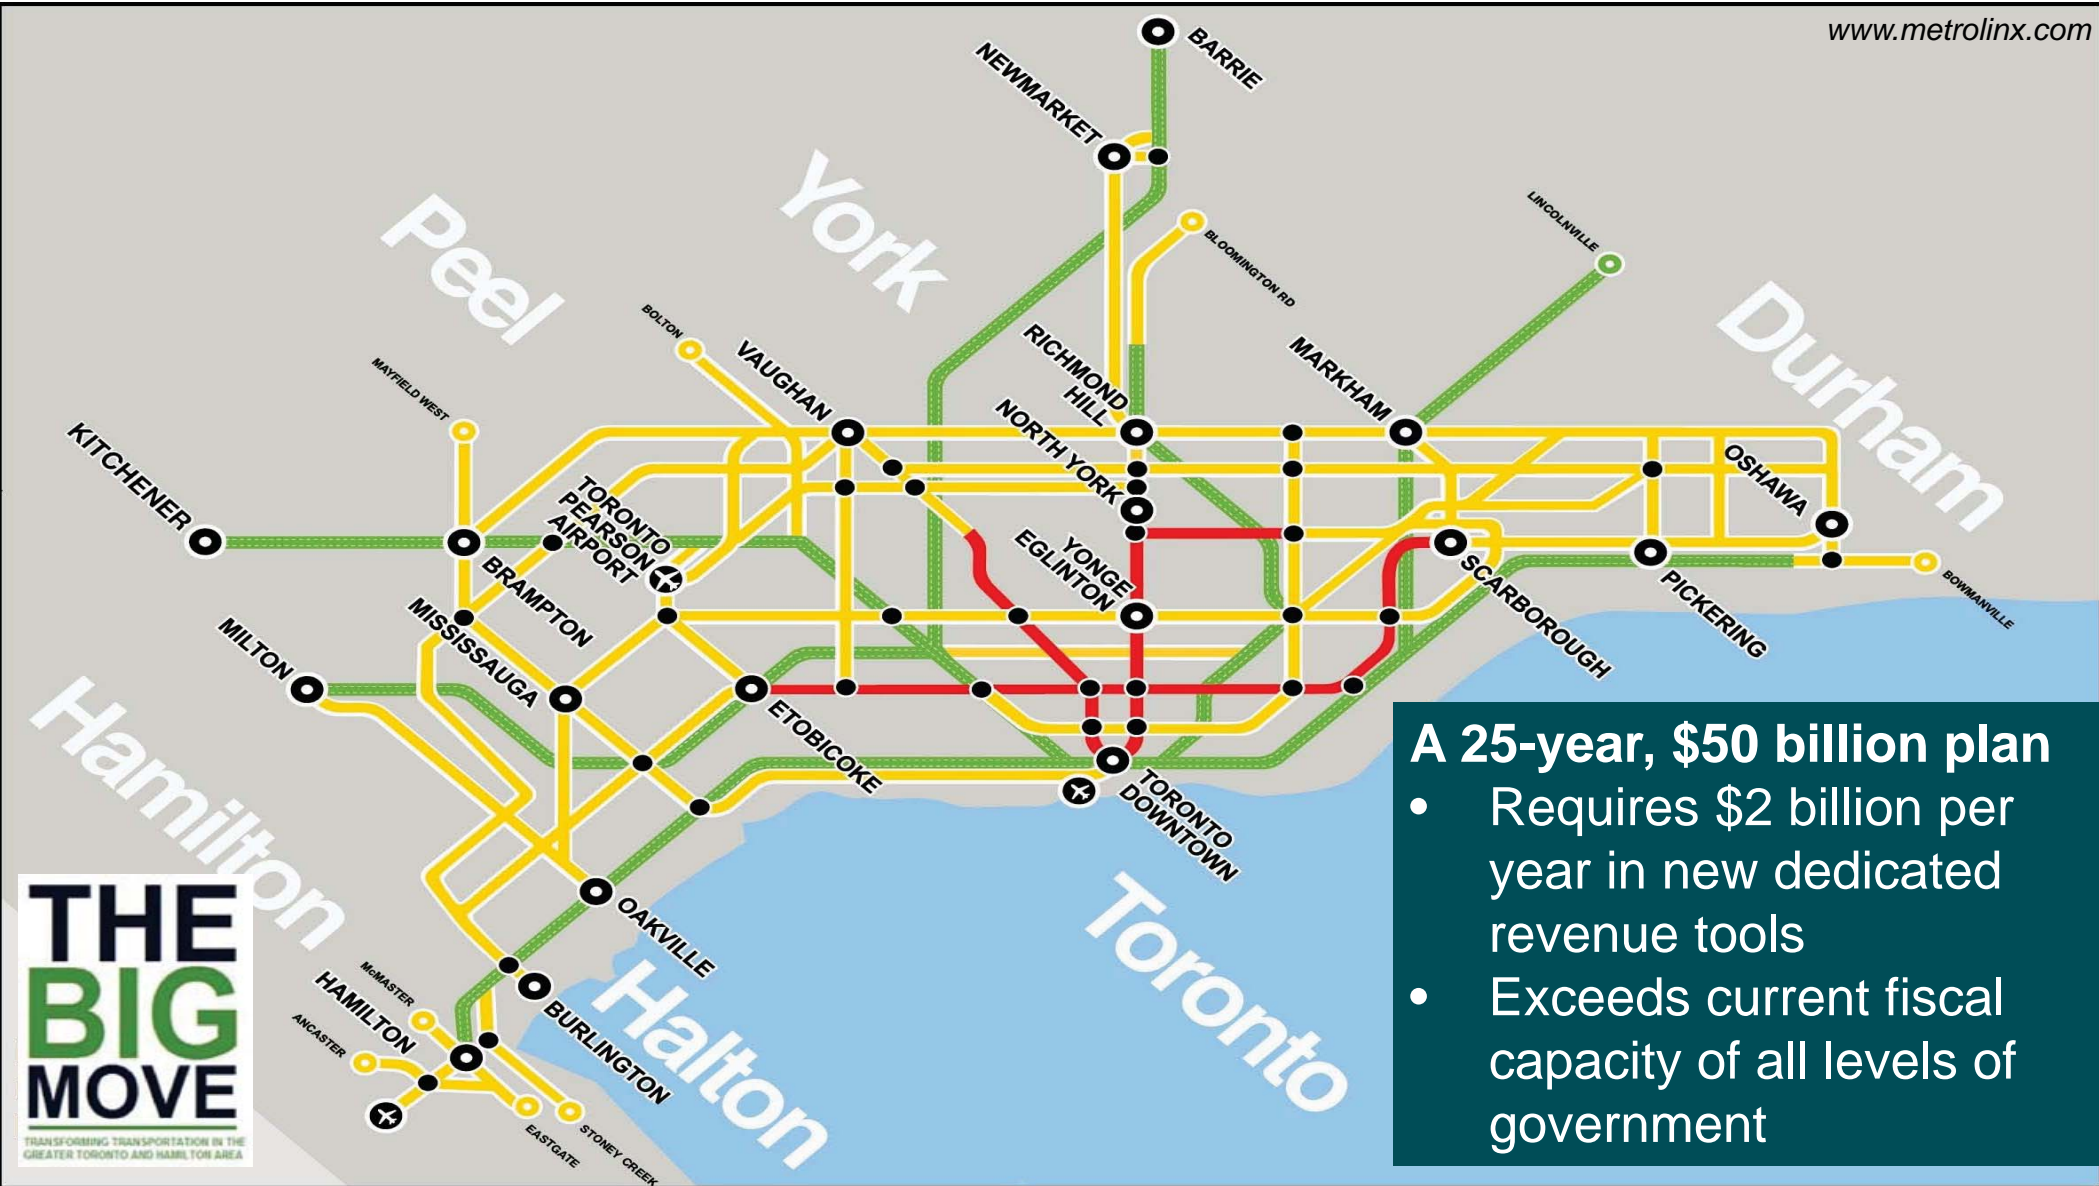 www.metrolinx.com
BARRIE
NEWMARKET
York
Peel
LINCOLNVILLE
BLOOMINGTON RD
Durham
BOLTON
VAUGHAN
RICHMOND
HILL
MARKHAM
MAYFIELD WEST
NORTH YORK
KITCHENER
TORONTO
PEARSON
AIRPORT
OSHAWA
YONGE
EGLINTON
BRAMPTON
SCARBOROUGH
PICKERING
BOWMANVILLE
MISSISSAUGA
MILTON
Hamilton
ETOBICOKE
TORONTO
DOWNTOWN
A 25-year, $50 billion plan
• Requires $2 billion per
year in new dedicated
revenue tools
• Exceeds current fiscal
capacity of all levels of
government
Toronto
OAKVILLE
Halton
BURLINGTON
McMASTER
HAMILTON
ANCASTER
EASTGATE
STONEY CREEK
THE
BIG
MOVE
TRANSFORMING TRANSPORTATION IN THE
GREATER TORONTO AND HAMILTON AREA